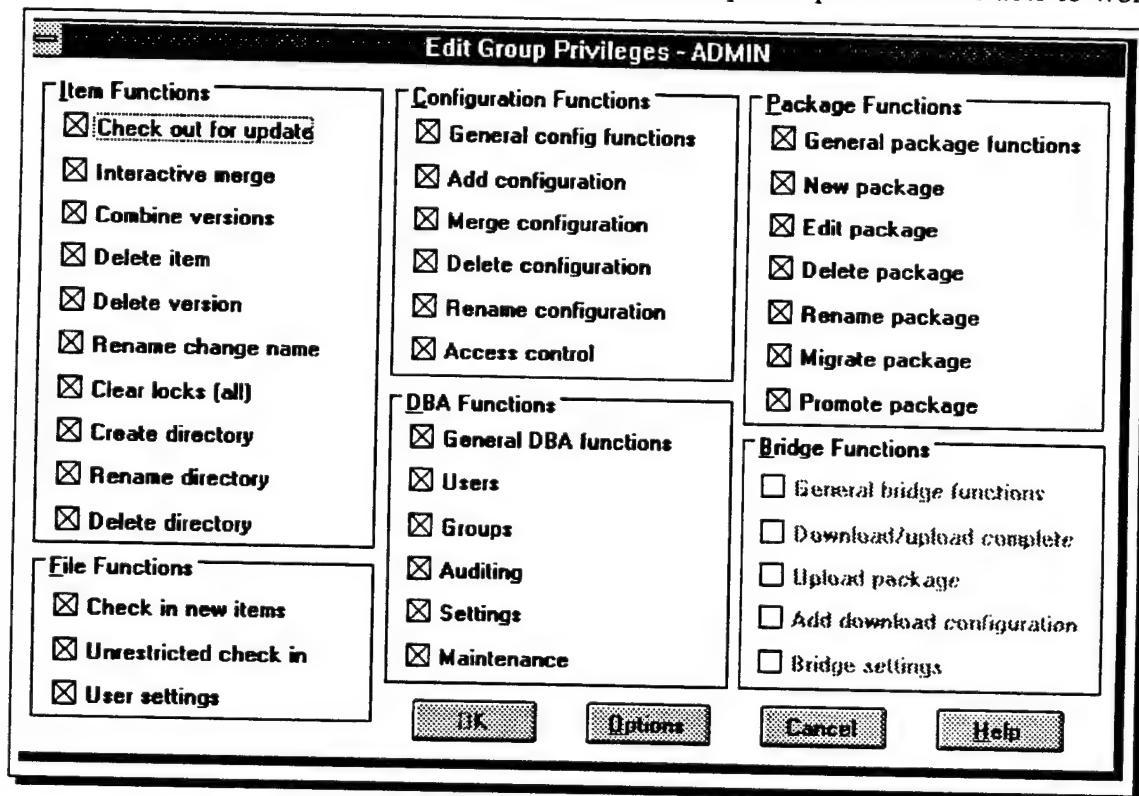 Edit Group Privileges - ADMIN
Item Functions
Check out for update
Interactive merge
Combine versions
Delete item
Delete version
Rename change name
Clear locks (all)
Create directory
Rename directory
Delete directory
File Functions
Check in new items
Unrestricted check in
User settings
Configuration Functions
General config functions
Add configuration
Merge configuration
Delete configuration
Rename configuration
Access control
DBA Functions
General DBA functions
Users
Groups
Auditing
Settings
Maintenance
Package Functions
General package functions
New package
Edit package
Delete package
Rename package
Migrate package
Promote package
Bridge Functions
General bridge functions
Download/upload complete
Upload package
Add download configuration
Bridge settings
OK
Options
Cancel
Help